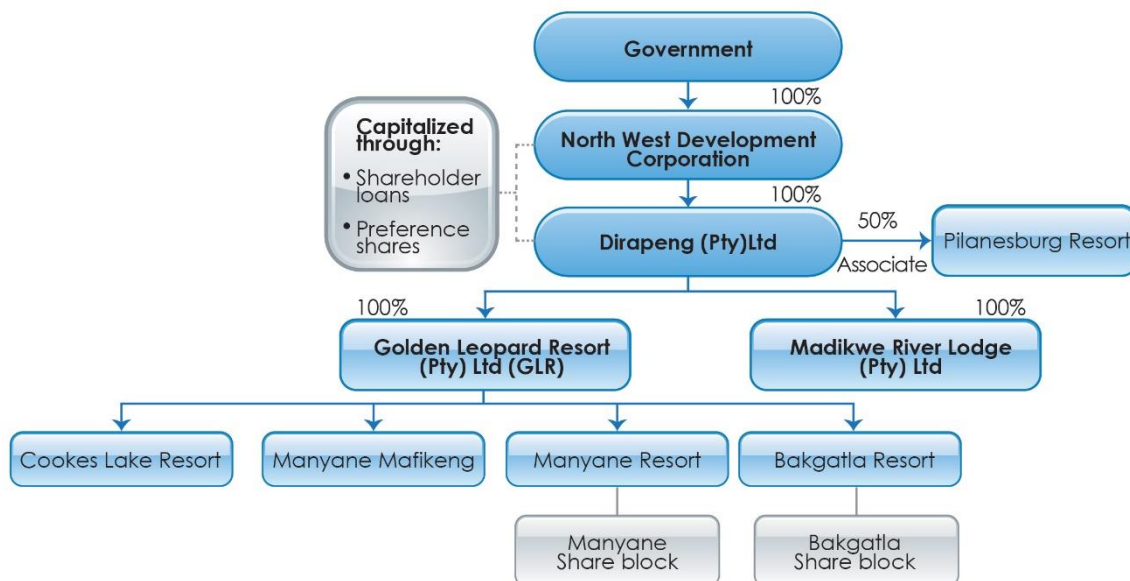 Government
100%
Capitalized
through:
• Shareholder
loans
• Preference
shares
North West Development
Corporation
100%
Dirapeng (Pty)Ltd
50%
Associate
Pilanesburg Resort
100%
Golden Leopard Resort
(Pty) Ltd (GLR)
100%
Madikwe River Lodge
(Pty) Ltd
Cookes Lake Resort
Manyane Mafikeng
Manyane Resort
Bakgatla Resort
Manyane
Share block
Bakgatla
Share block